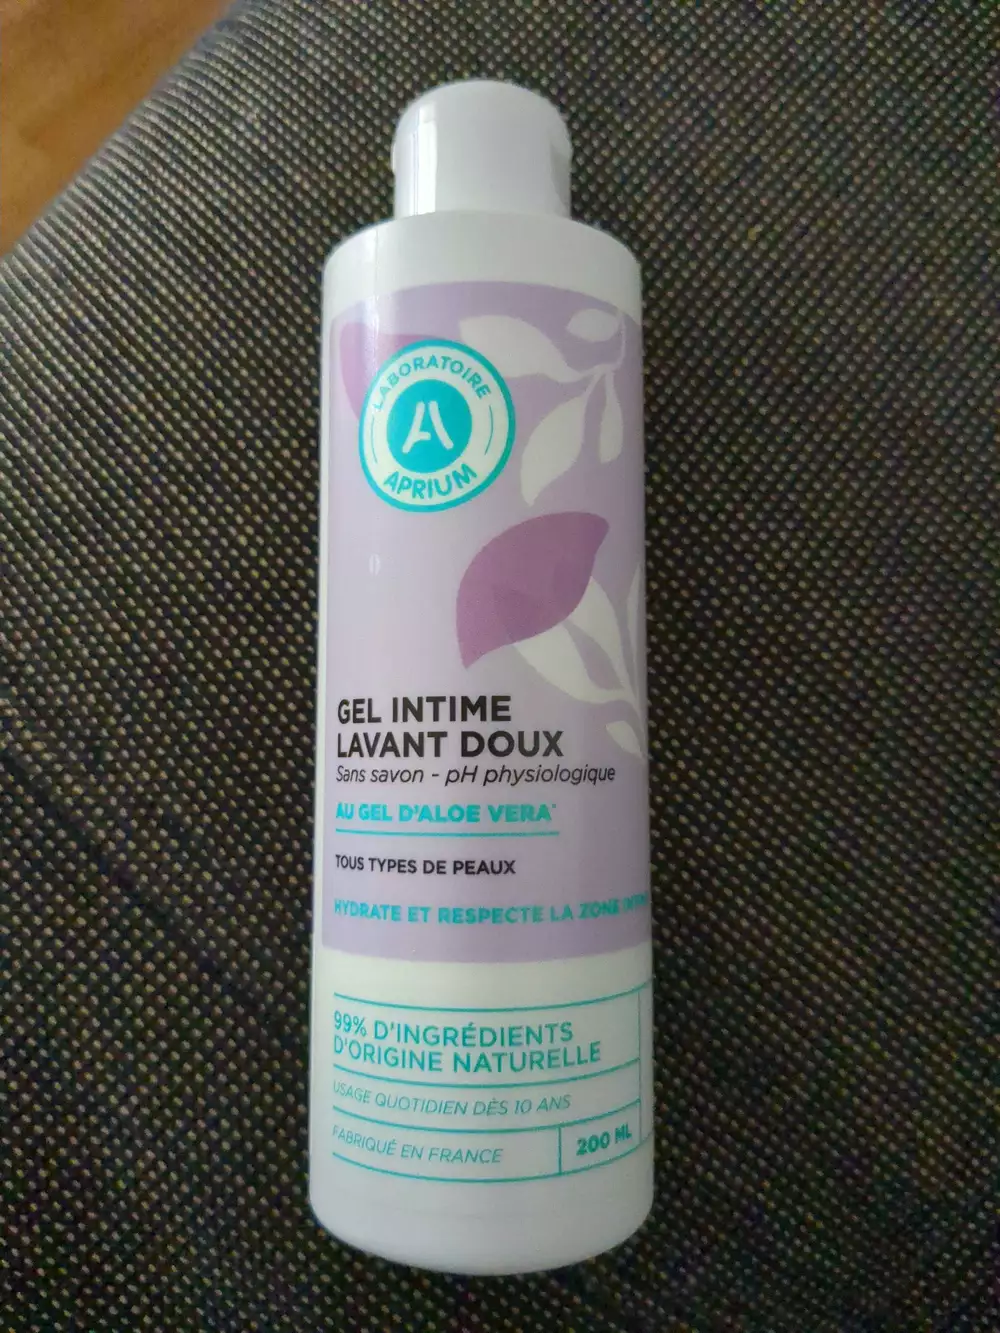 LABORATOIRE
APRIUM
GEL INTIME
LAVANT DOUX
Sans savon - pH physiologique
AU GEL D'ALOE VERA*
TOUS TYPES DE PEAUX
HYDRATE ET RESPECTE LA ZONE
99% D'INGRÉDIENTS
D'ORIGINE NATURELLE
USAGE QUOTIDIEN DÈS 10 ANS
FABRIQUÉ EN FRANCE
200 ML